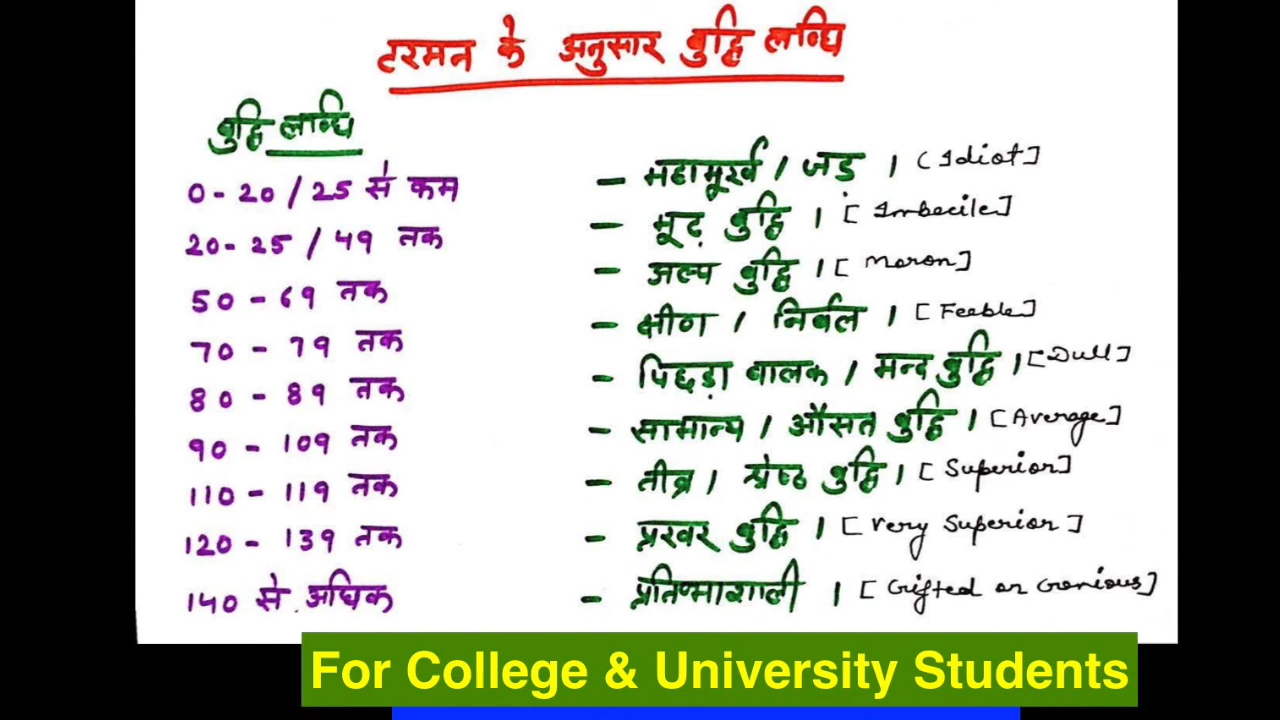 टरमन के अनुसार बुद्धि लब्धि
बुद्धि लब्धि
0-20 / 25 से कम - महामूर्ख / जड़ । [Idiot]
20-25 / 49 तक - मूढ़ बुद्धि । [Imbecile]
50-69 तक - अल्प बुद्धि । [Moron]
70-79 तक - क्षीण / निर्बल । [Feeble]
80-89 तक - पिछड़ा बालक / मन्द बुद्धि । [Dull]
90-109 तक - सामान्य / औसत बुद्धि । [Average]
110-119 तक - तीव्र / श्रेष्ठ बुद्धि । [Superior]
120-139 तक - प्रखर बुद्धि । [Very Superior]
140 से अधिक - प्रतिभाशाली । [Gifted or Genious]
For College & University Students